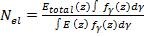 N_el = E_total(z) ∫ f_γ(z)dγ / ∫ E(z) f_γ(z)dγ